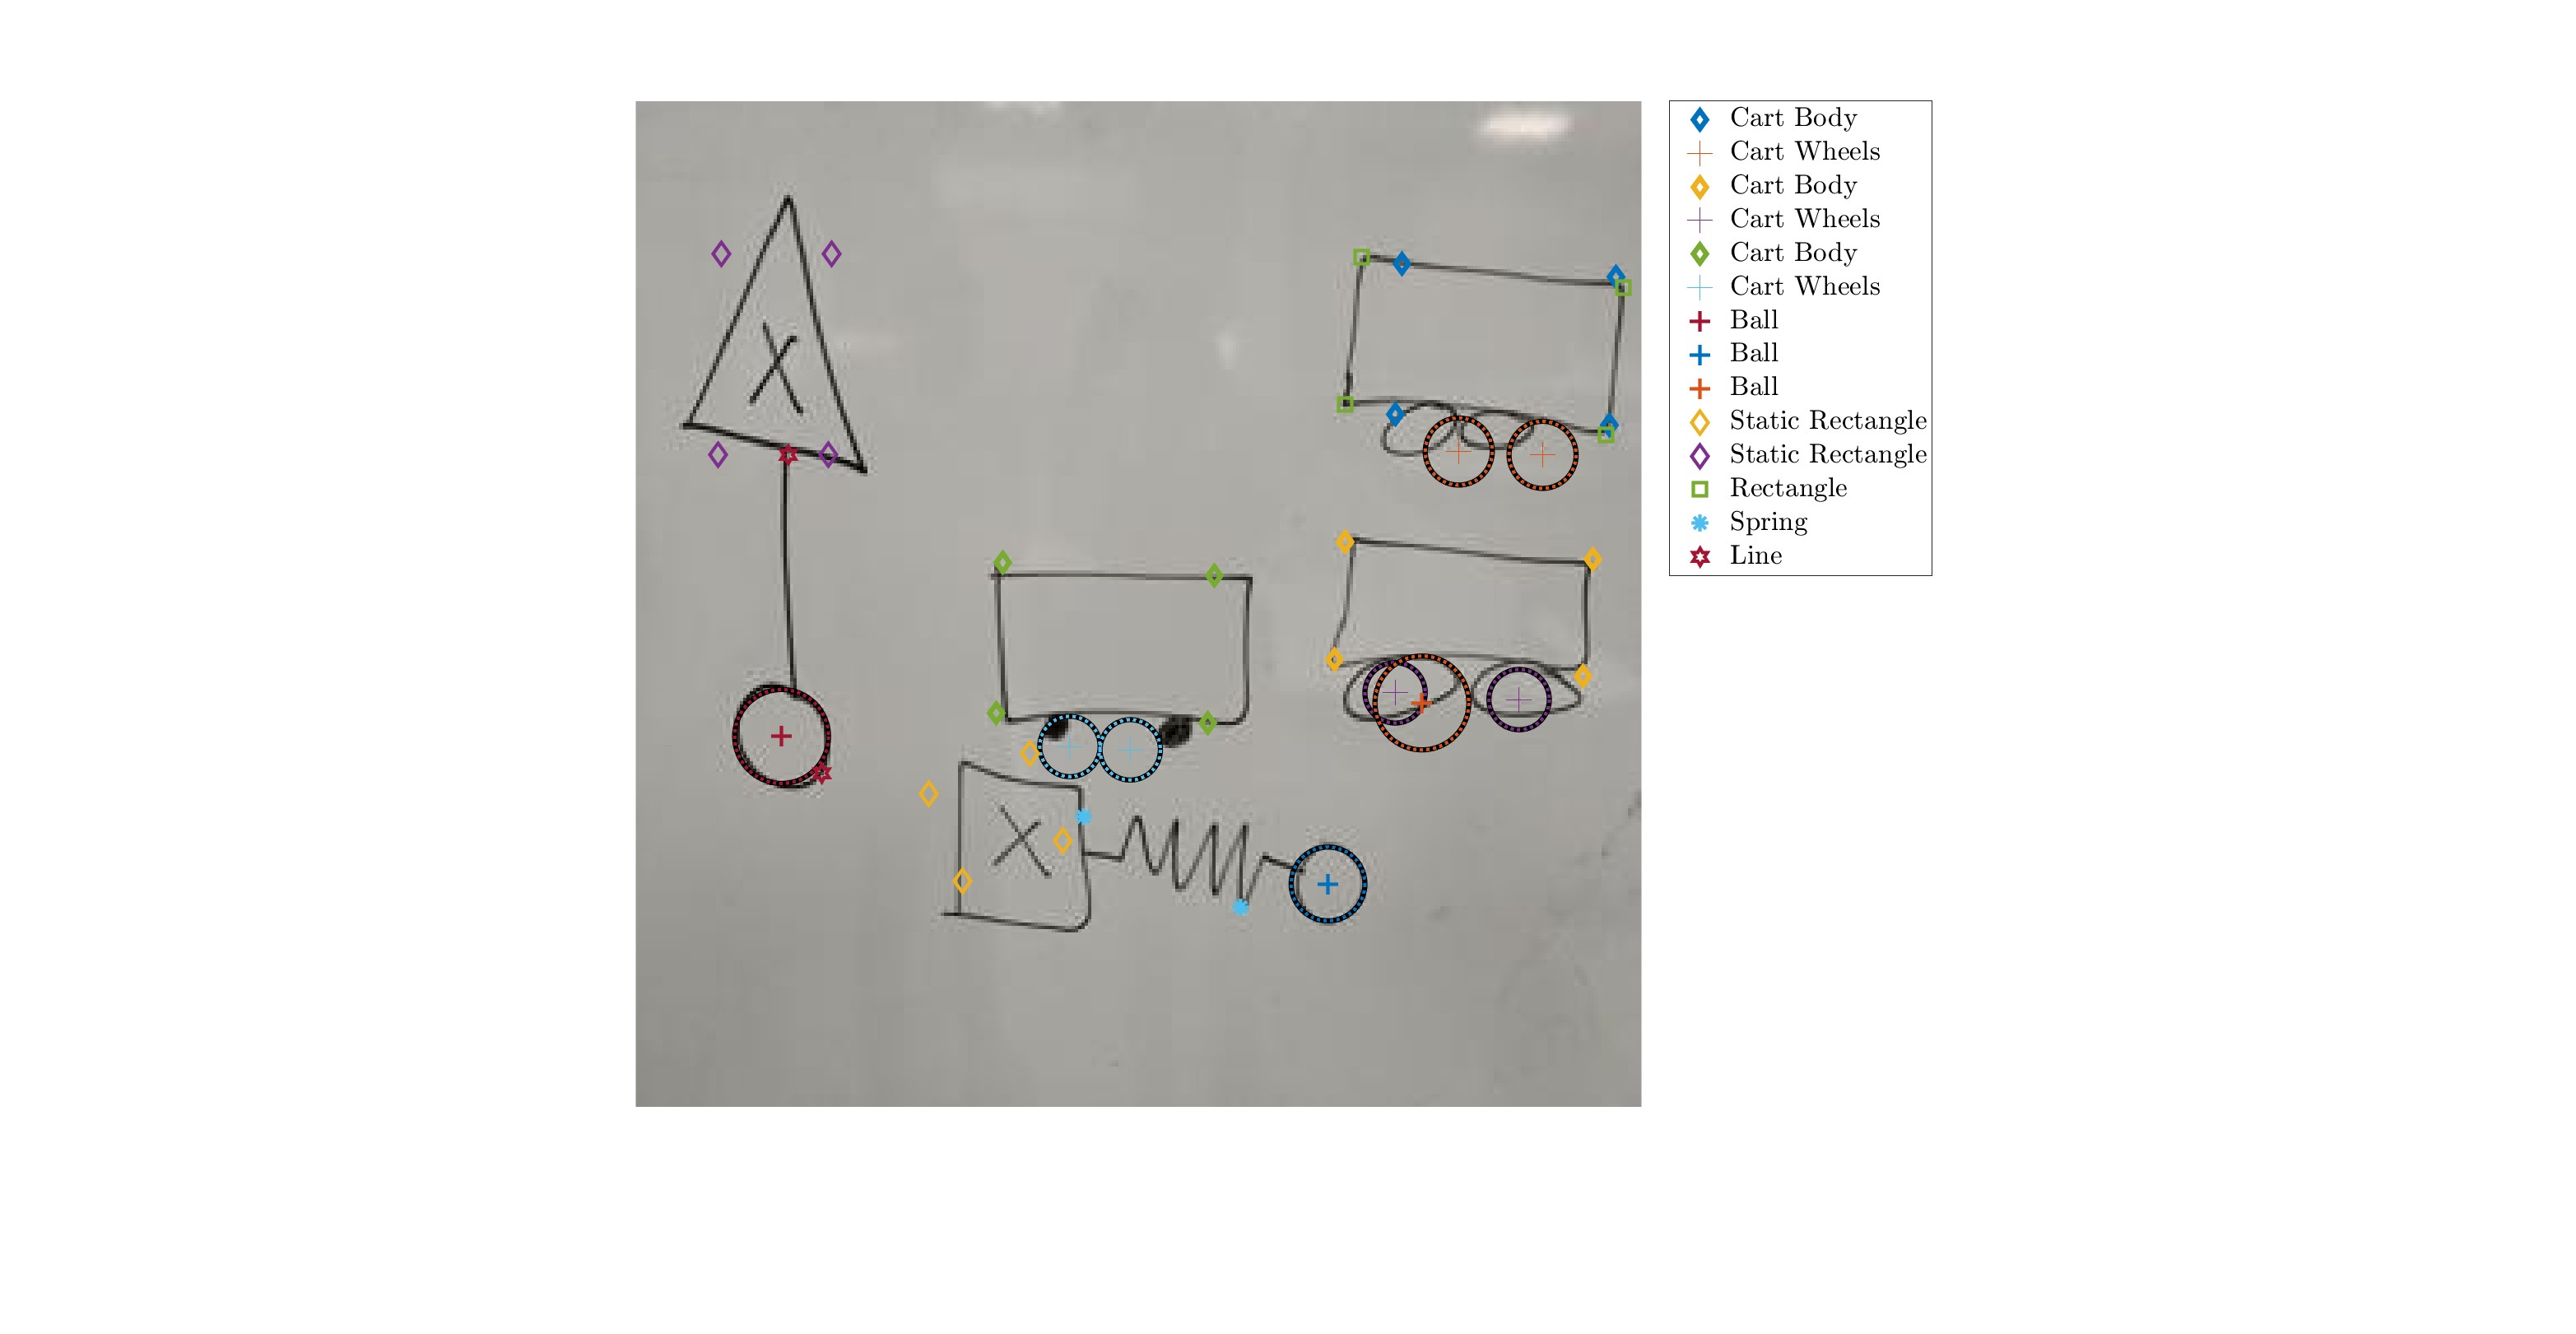 X
X
Cart Body
Cart Wheels
Cart Body
Cart Wheels
Cart Body
Cart Wheels
Ball
Ball
Ball
Static Rectangle
Static Rectangle
Rectangle
Spring
Line